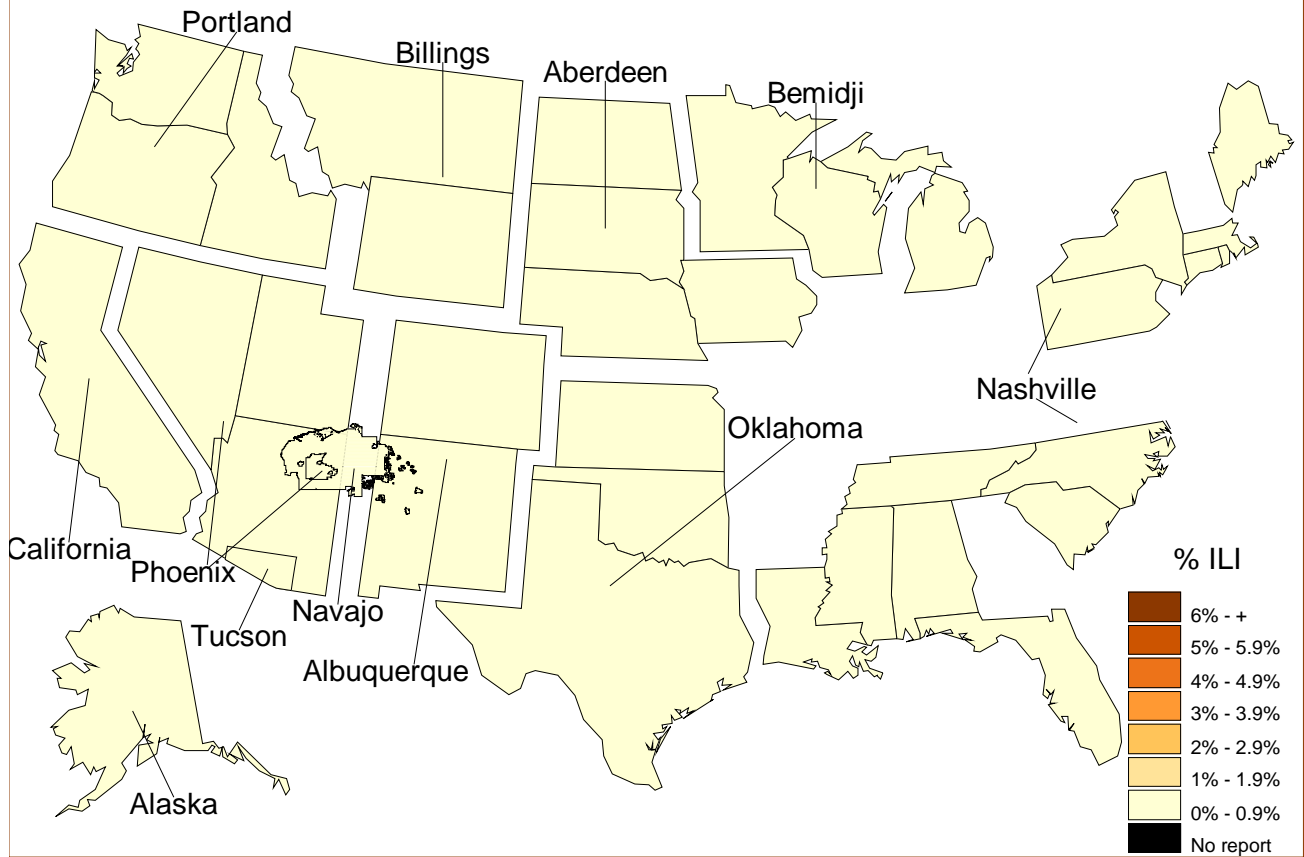 Portland
Billings
Aberdeen
Bemidji
Nashville
Oklahoma
California
Phoenix
Navajo
Tucson
Albuquerque
Alaska
% ILI
6% - +
5% - 5.9%
4% - 4.9%
3% - 3.9%
2% - 2.9%
1% - 1.9%
0% - 0.9%
No report